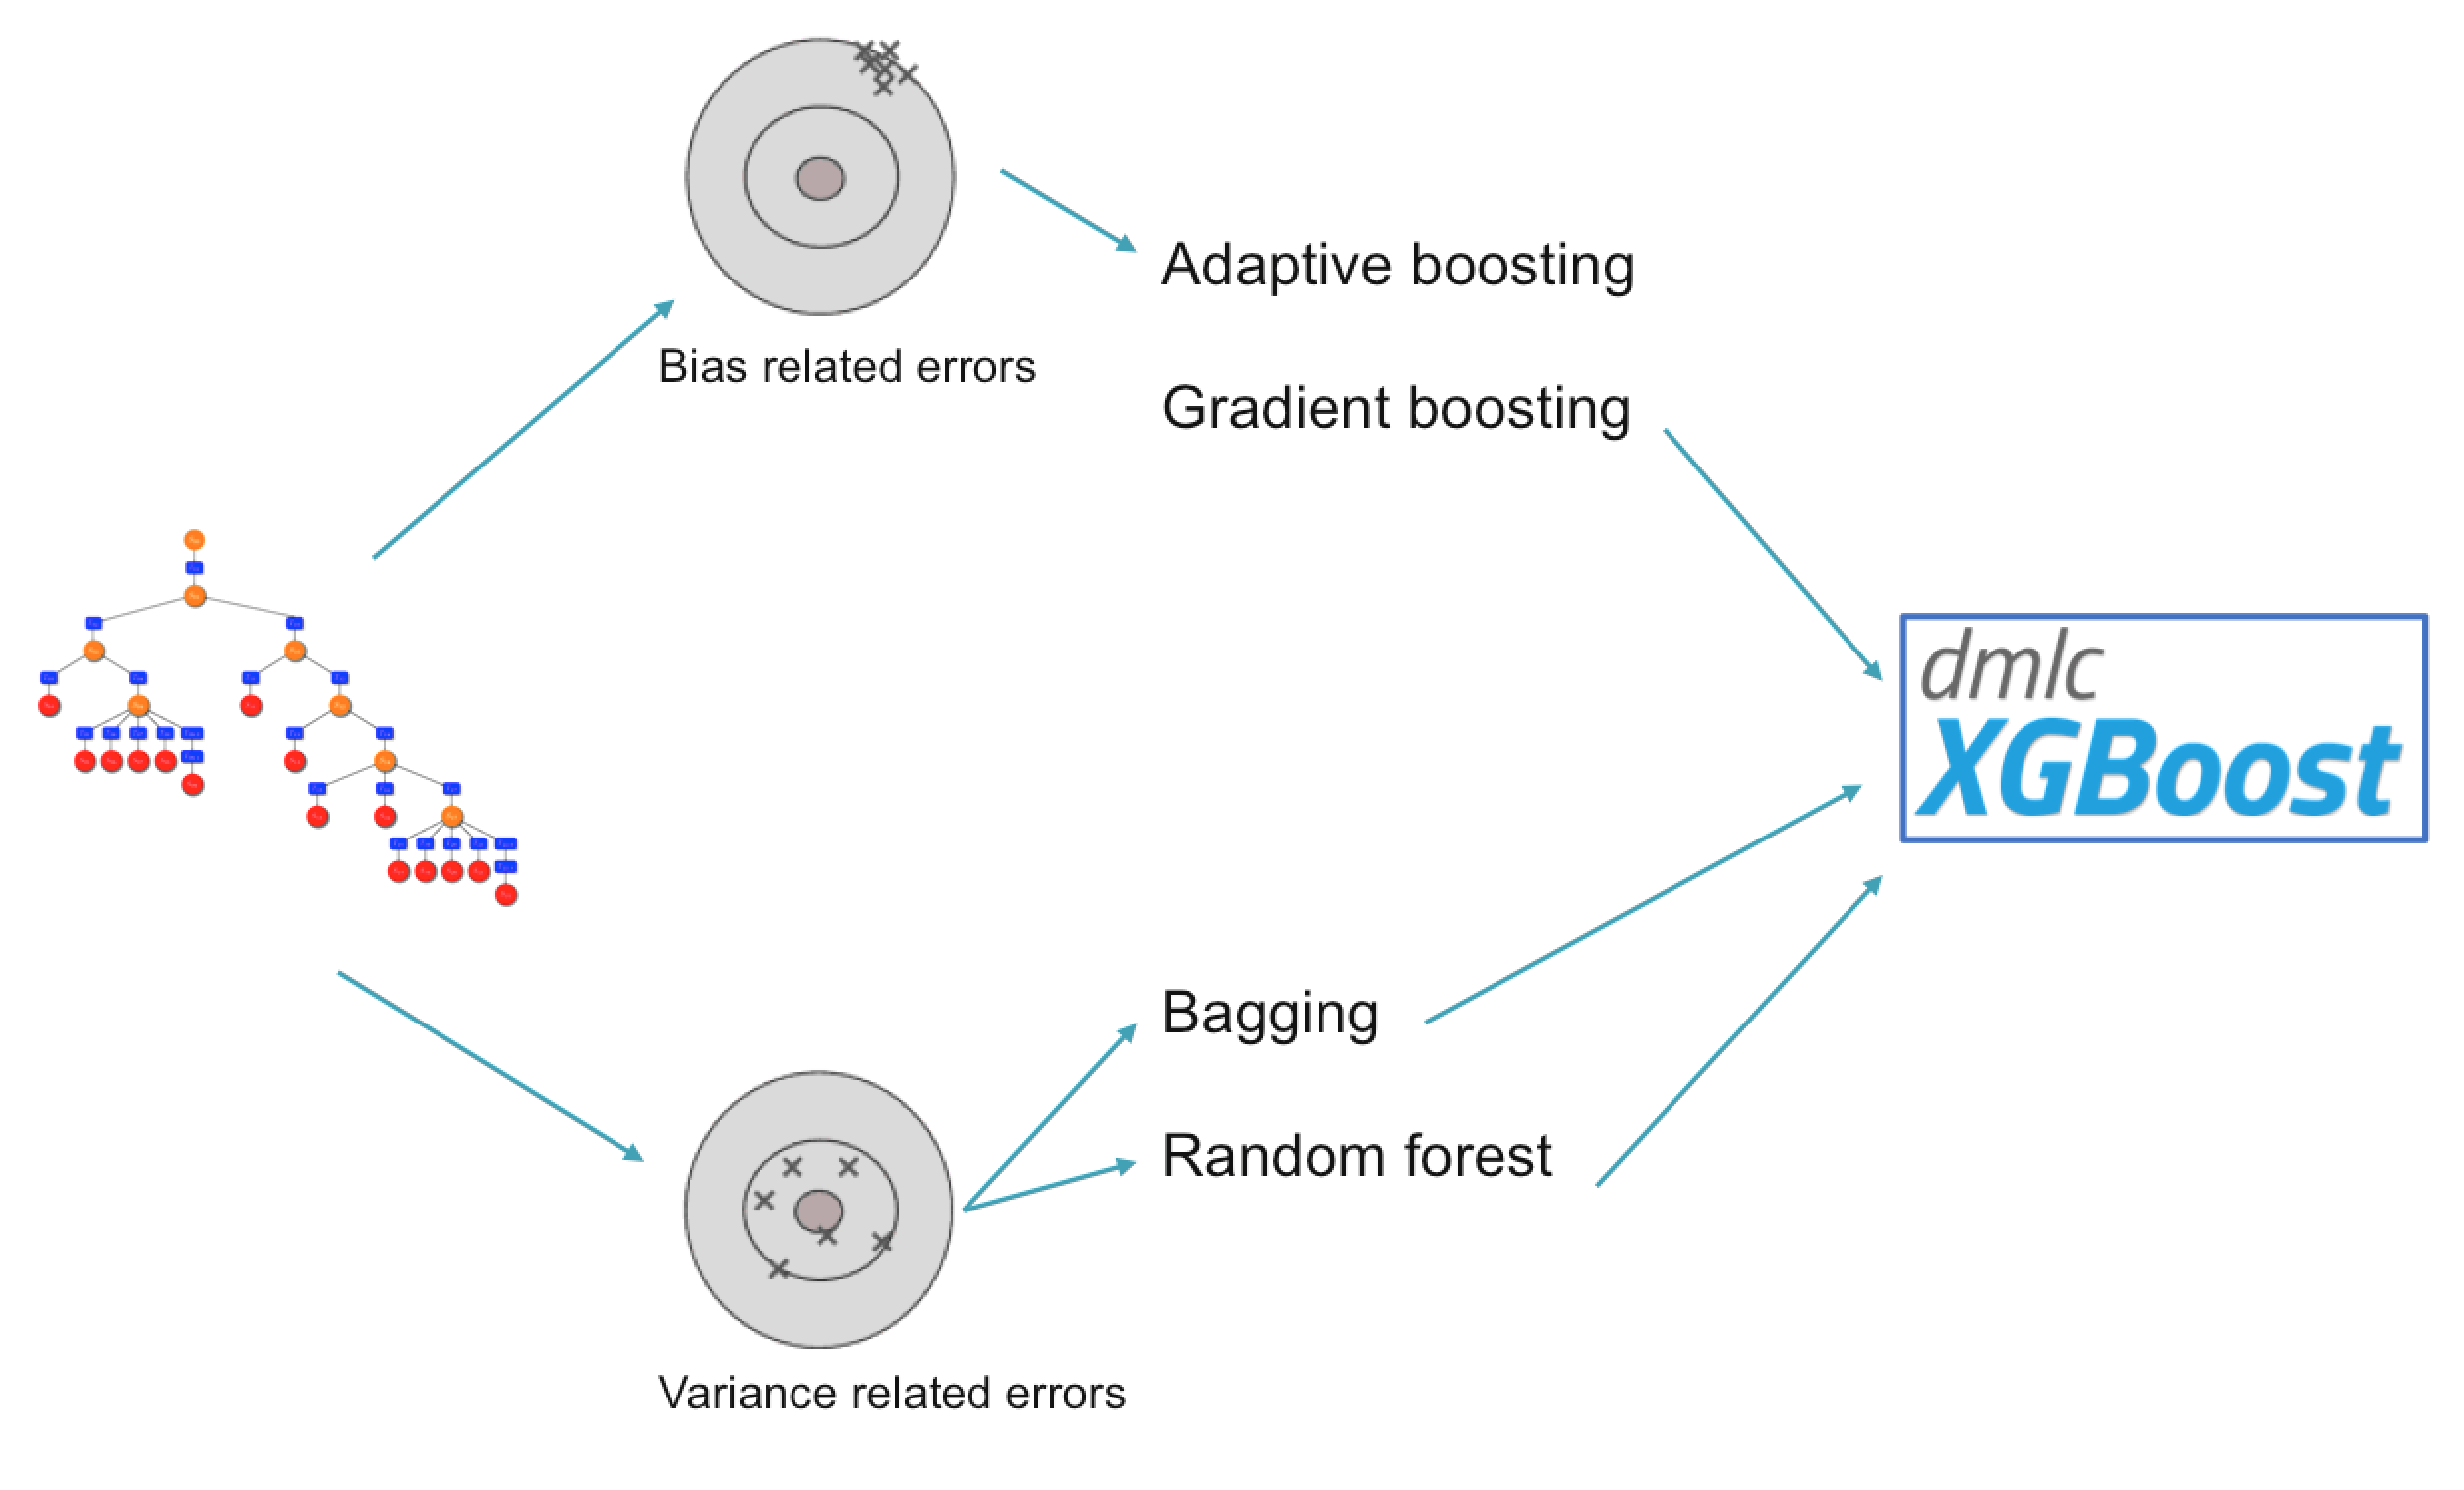 Bias related errors
Adaptive boosting
Gradient boosting
dmlc
XGBoost
Bagging
Random forest
Variance related errors